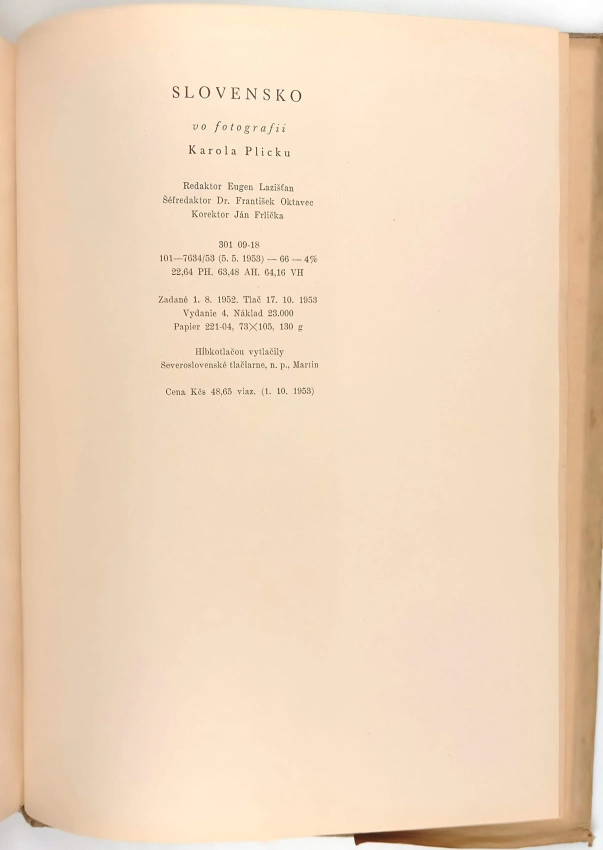 SLOVENSKO
vo fotografii
Karola Plicku
Redaktor Eugen Lazišťan
Šéfredaktor Dr. František Oktavec
Korektor Ján Frlička
301 09-18
101—7634/53 (5. 5. 1953) — 66 — 4%
22,64 PH, 63,48 AH, 64,16 VH
Zadané 1. 8. 1952. Tlač 17. 10. 1953
Vydanie 4. Náklad 23.000
Papier 221-04, 73×105, 130 g
Hĺbkotlačou vytlačily
Severoslovenské tlačiarne, n. p., Martin
Cena Kčs 48,65 viaz. (1. 10. 1953)